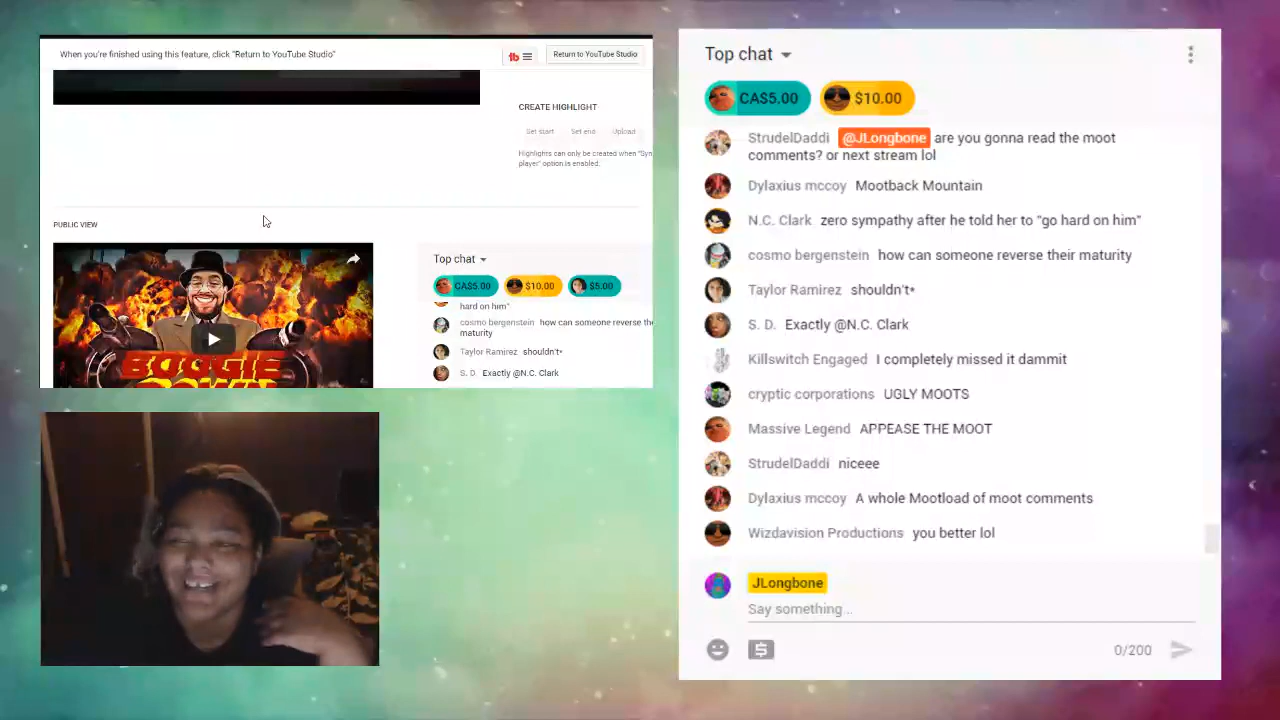 When you're finished using this feature, click "Return to YouTube Studio"
Return to YouTube Studio
CREATE HIGHLIGHT
Set start Set end Upload
Highlights can only be created when "Syn
player" option is enabled.
PUBLIC VIEW
BOOGIE
DOWN
Top chat
CA$5.00 $10.00 $5.00
hard on him"
cosmo bergenstein how can someone reverse the
maturity
Taylor Ramirez shouldn't*
S. D. Exactly @N.C. Clark
Top chat
CA$5.00 $10.00
StrudelDaddi @JLongbone are you gonna read the moot
comments? or next stream lol
Dylaxius mccoy Mootback Mountain
N.C. Clark zero sympathy after he told her to "go hard on him"
cosmo bergenstein how can someone reverse their maturity
Taylor Ramirez shouldn't*
S. D. Exactly @N.C. Clark
Killswitch Engaged I completely missed it dammit
cryptic corporations UGLY MOOTS
Massive Legend APPEASE THE MOOT
StrudelDaddi niceee
Dylaxius mccoy A whole Mootload of moot comments
Wizdavision Productions you better lol
JLongbone
Say something...
0/200